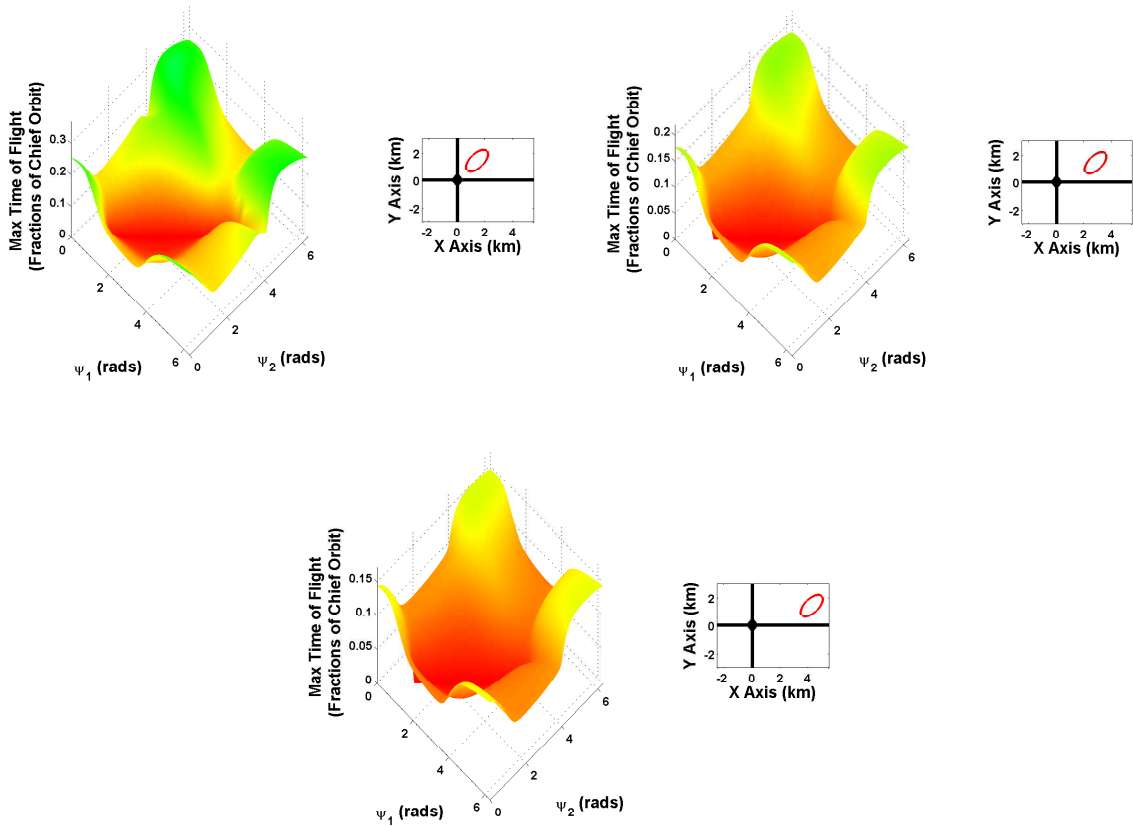 Max Time of Flight
(Fractions of Chief Orbit)
0.3
0.2
0.1
0
0
2
4
6
0
2
4
6
ψ1 (rads)
ψ2 (rads)
Y Axis (km)
2
0
-2
-2 0 2 4
X Axis (km)
Max Time of Flight
(Fractions of Chief Orbit)
0.2
0.15
0.1
0.05
0
0
2
4
6
0
2
4
6
ψ1 (rads)
ψ2 (rads)
Y Axis (km)
2
0
-2
-2 0 2 4
X Axis (km)
Max Time of Flight
(Fractions of Chief Orbit)
0.15
0.1
0.05
0
0
2
4
6
0
2
4
6
ψ1 (rads)
ψ2 (rads)
Y Axis (km)
2
0
-2
-2 0 2 4
X Axis (km)